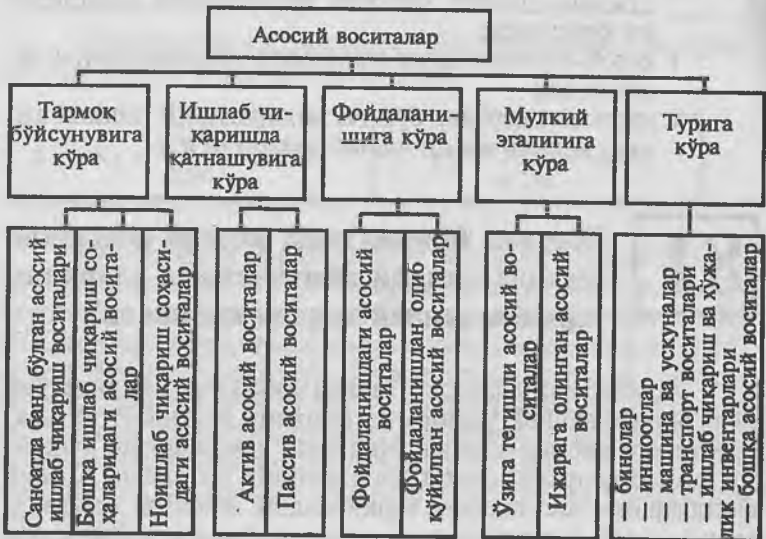 Асосий воситалар
Тармоқ
бўйсунувига
кўра
Ишлаб чи-
қаришда
қатнашувига
кўра
Фойдалани-
шига кўра
Мулкий
эгалигига
кўра
Турига
кўра
Саноатда банд бўлган асосий
ишлаб чиқариш воситалари
Бошқа ишлаб чиқариш со-
ҳаларидаги асосий восита-
лар
Ноишлаб чиқариш соҳаси-
даги асосий воситалар
Актив асосий воситалар
Пассив асосий воситалар
Фойдаланишдаги асосий
воситалар
Фойдаланишдан олиб
қўйилган асосий воситалар
Ўзига тегишли асосий во-
ситалар
Ижарага олинган асосий
воситалар
— бинолар
— иншоотлар
— машина ва ускуналар
— транспорт воситалари
— ишлаб чиқариш ва хўжа-
лик инвентарлари
— бошқа асосий воситалар